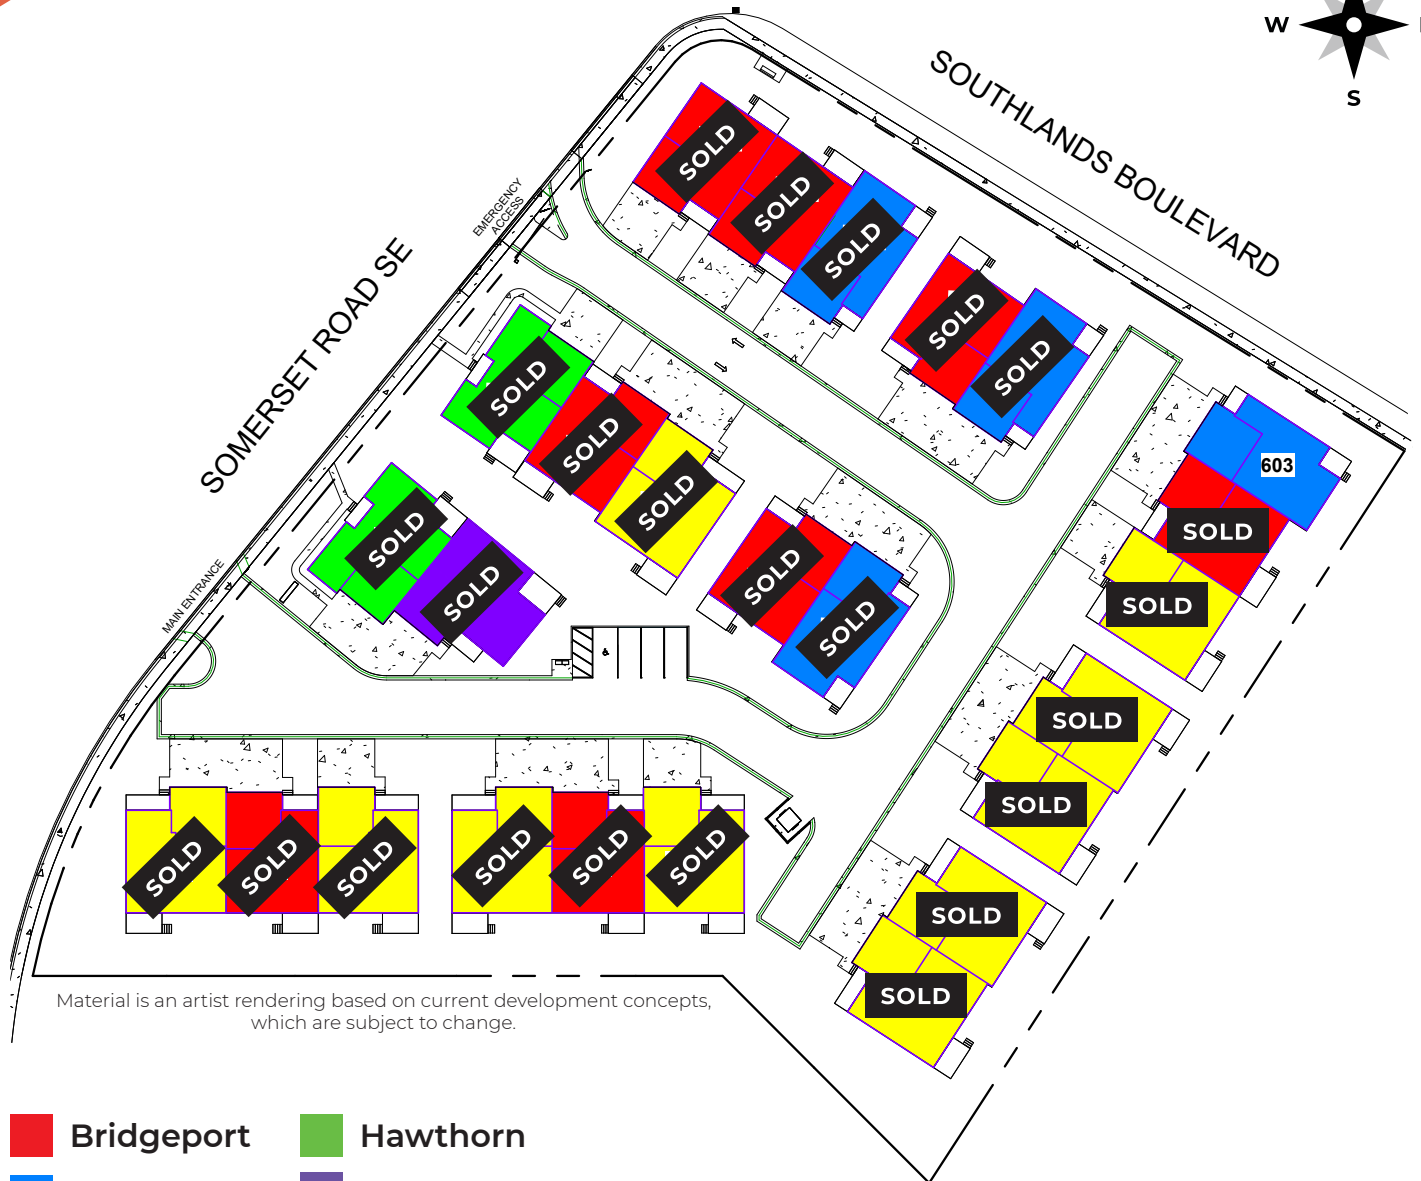 W
S
SOUTHLANDS BOULEVARD
SOLD
SOLD
SOLD
EMERGENCY
ACCESS
SOMERSET ROAD SE
SOLD
SOLD
SOLD
SOLD
SOLD
603
SOLD
SOLD
SOLD
SOLD
SOLD
SOLD
SOLD
MAIN ENTRANCE
SOLD
SOLD
SOLD
SOLD
SOLD
SOLD
SOLD
SOLD
SOLD
SOLD
Material is an artist rendering based on current development concepts,
which are subject to change.
Bridgeport
Hawthorn